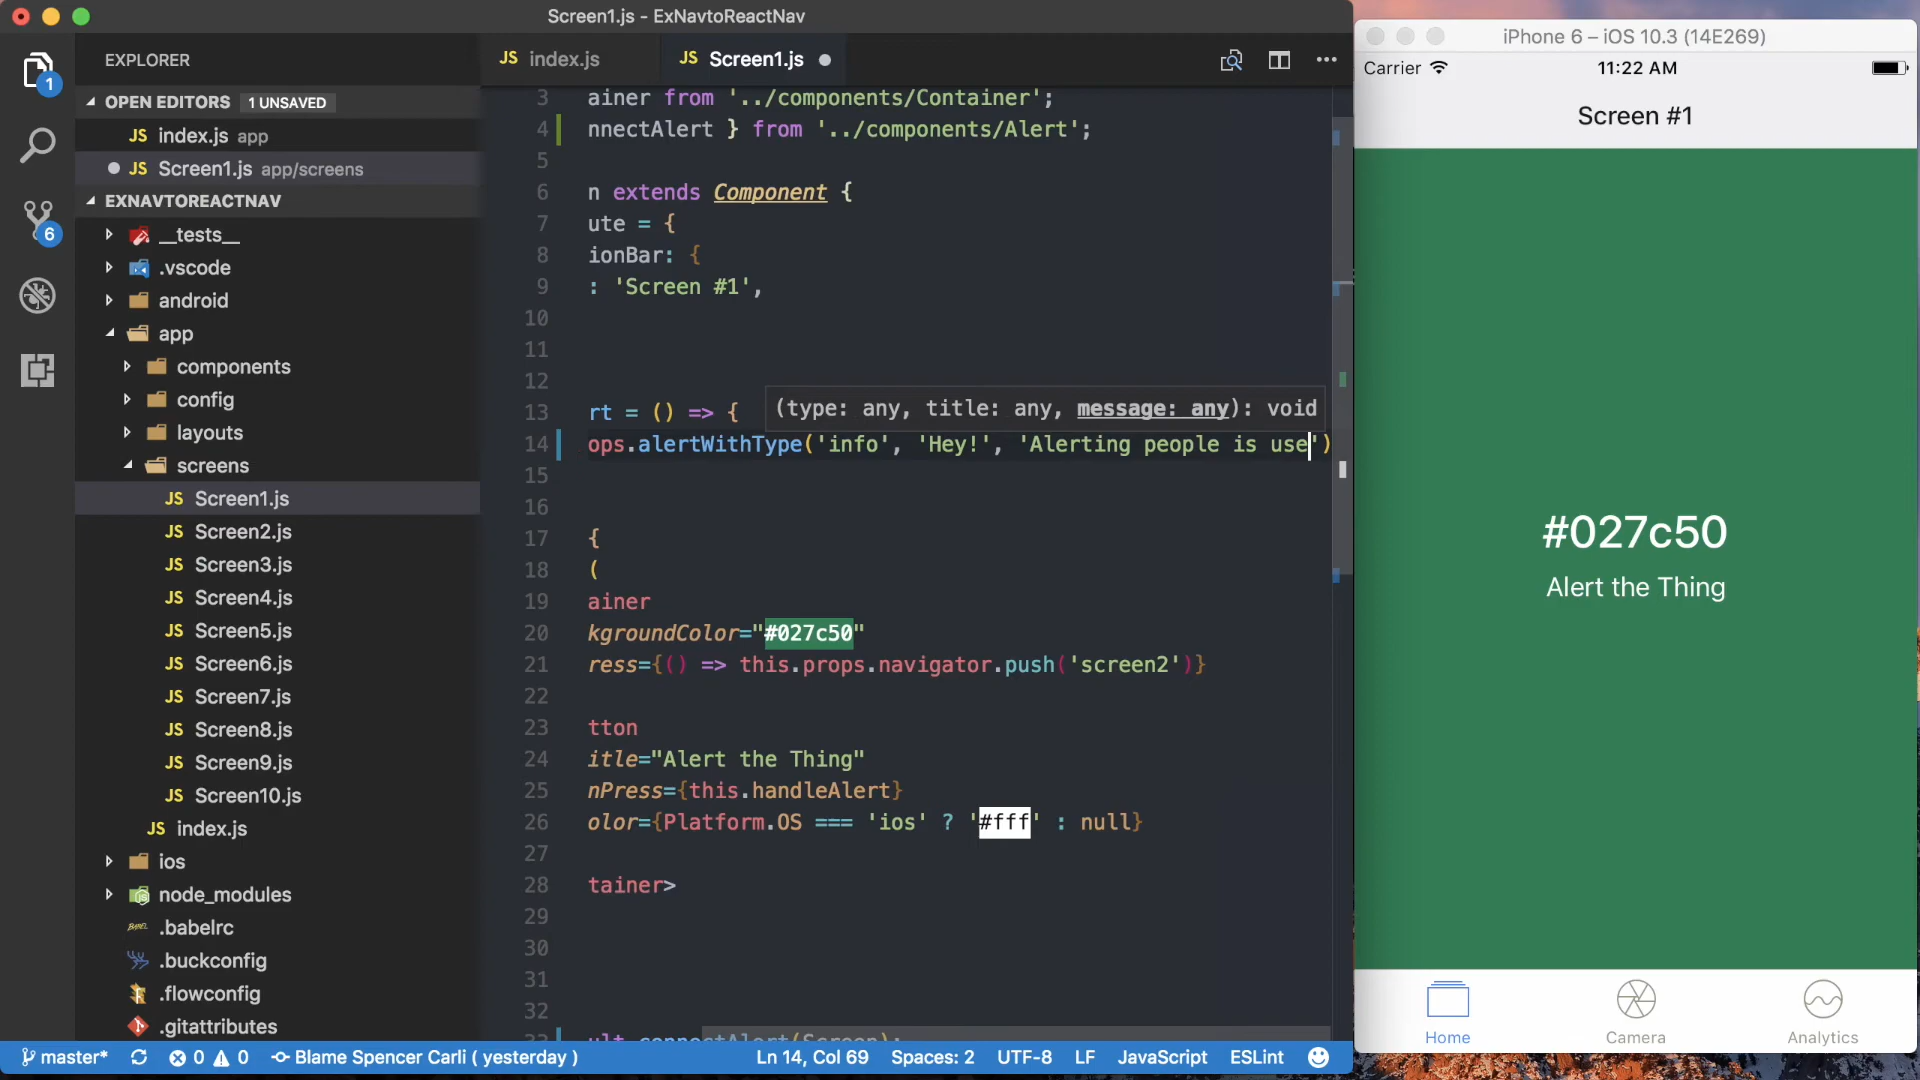 Screen1.js - ExNavtoReactNav
EXPLORER
OPEN EDITORS 1 UNSAVED
JS index.js app
JS Screen1.js app/screens
EXNAVTOREACTNAV
__tests__
.vscode
android
app
components
config
layouts
screens
JS Screen1.js
JS Screen2.js
JS Screen3.js
JS Screen4.js
JS Screen5.js
JS Screen6.js
JS Screen7.js
JS Screen8.js
JS Screen9.js
JS Screen10.js
JS index.js
ios
node_modules
.babelrc
.buckconfig
.flowconfig
.gitattributes
1
6
JS index.js
JS Screen1.js
3 ainer from '../components/Container';
4 nnectAlert } from '../components/Alert';
5
6 n extends Component {
7 ute = {
8 ionBar: {
9 : 'Screen #1',
10
11
12
(type: any, title: any, message: any): void
13 rt = () => {
14 ops.alertWithType('info', 'Hey!', 'Alerting people is use')
15
16
17 {
18 (
19 ainer
20 kgroundColor="#027c50"
21 ress={() => this.props.navigator.push('screen2')}
22
23 tton
24 itle="Alert the Thing"
25 nPress={this.handleAlert}
26 olor={Platform.OS === 'ios' ? '#fff' : null}
27
28 tainer>
29
30
31
32
33 ult connectAlert(Screen);
master* 0 0 Blame Spencer Carli ( yesterday ) Ln 14, Col 69 Spaces: 2 UTF-8 LF JavaScript ESLint
iPhone 6 – iOS 10.3 (14E269)
Carrier 11:22 AM
Screen #1
#027c50
Alert the Thing
Home Camera Analytics